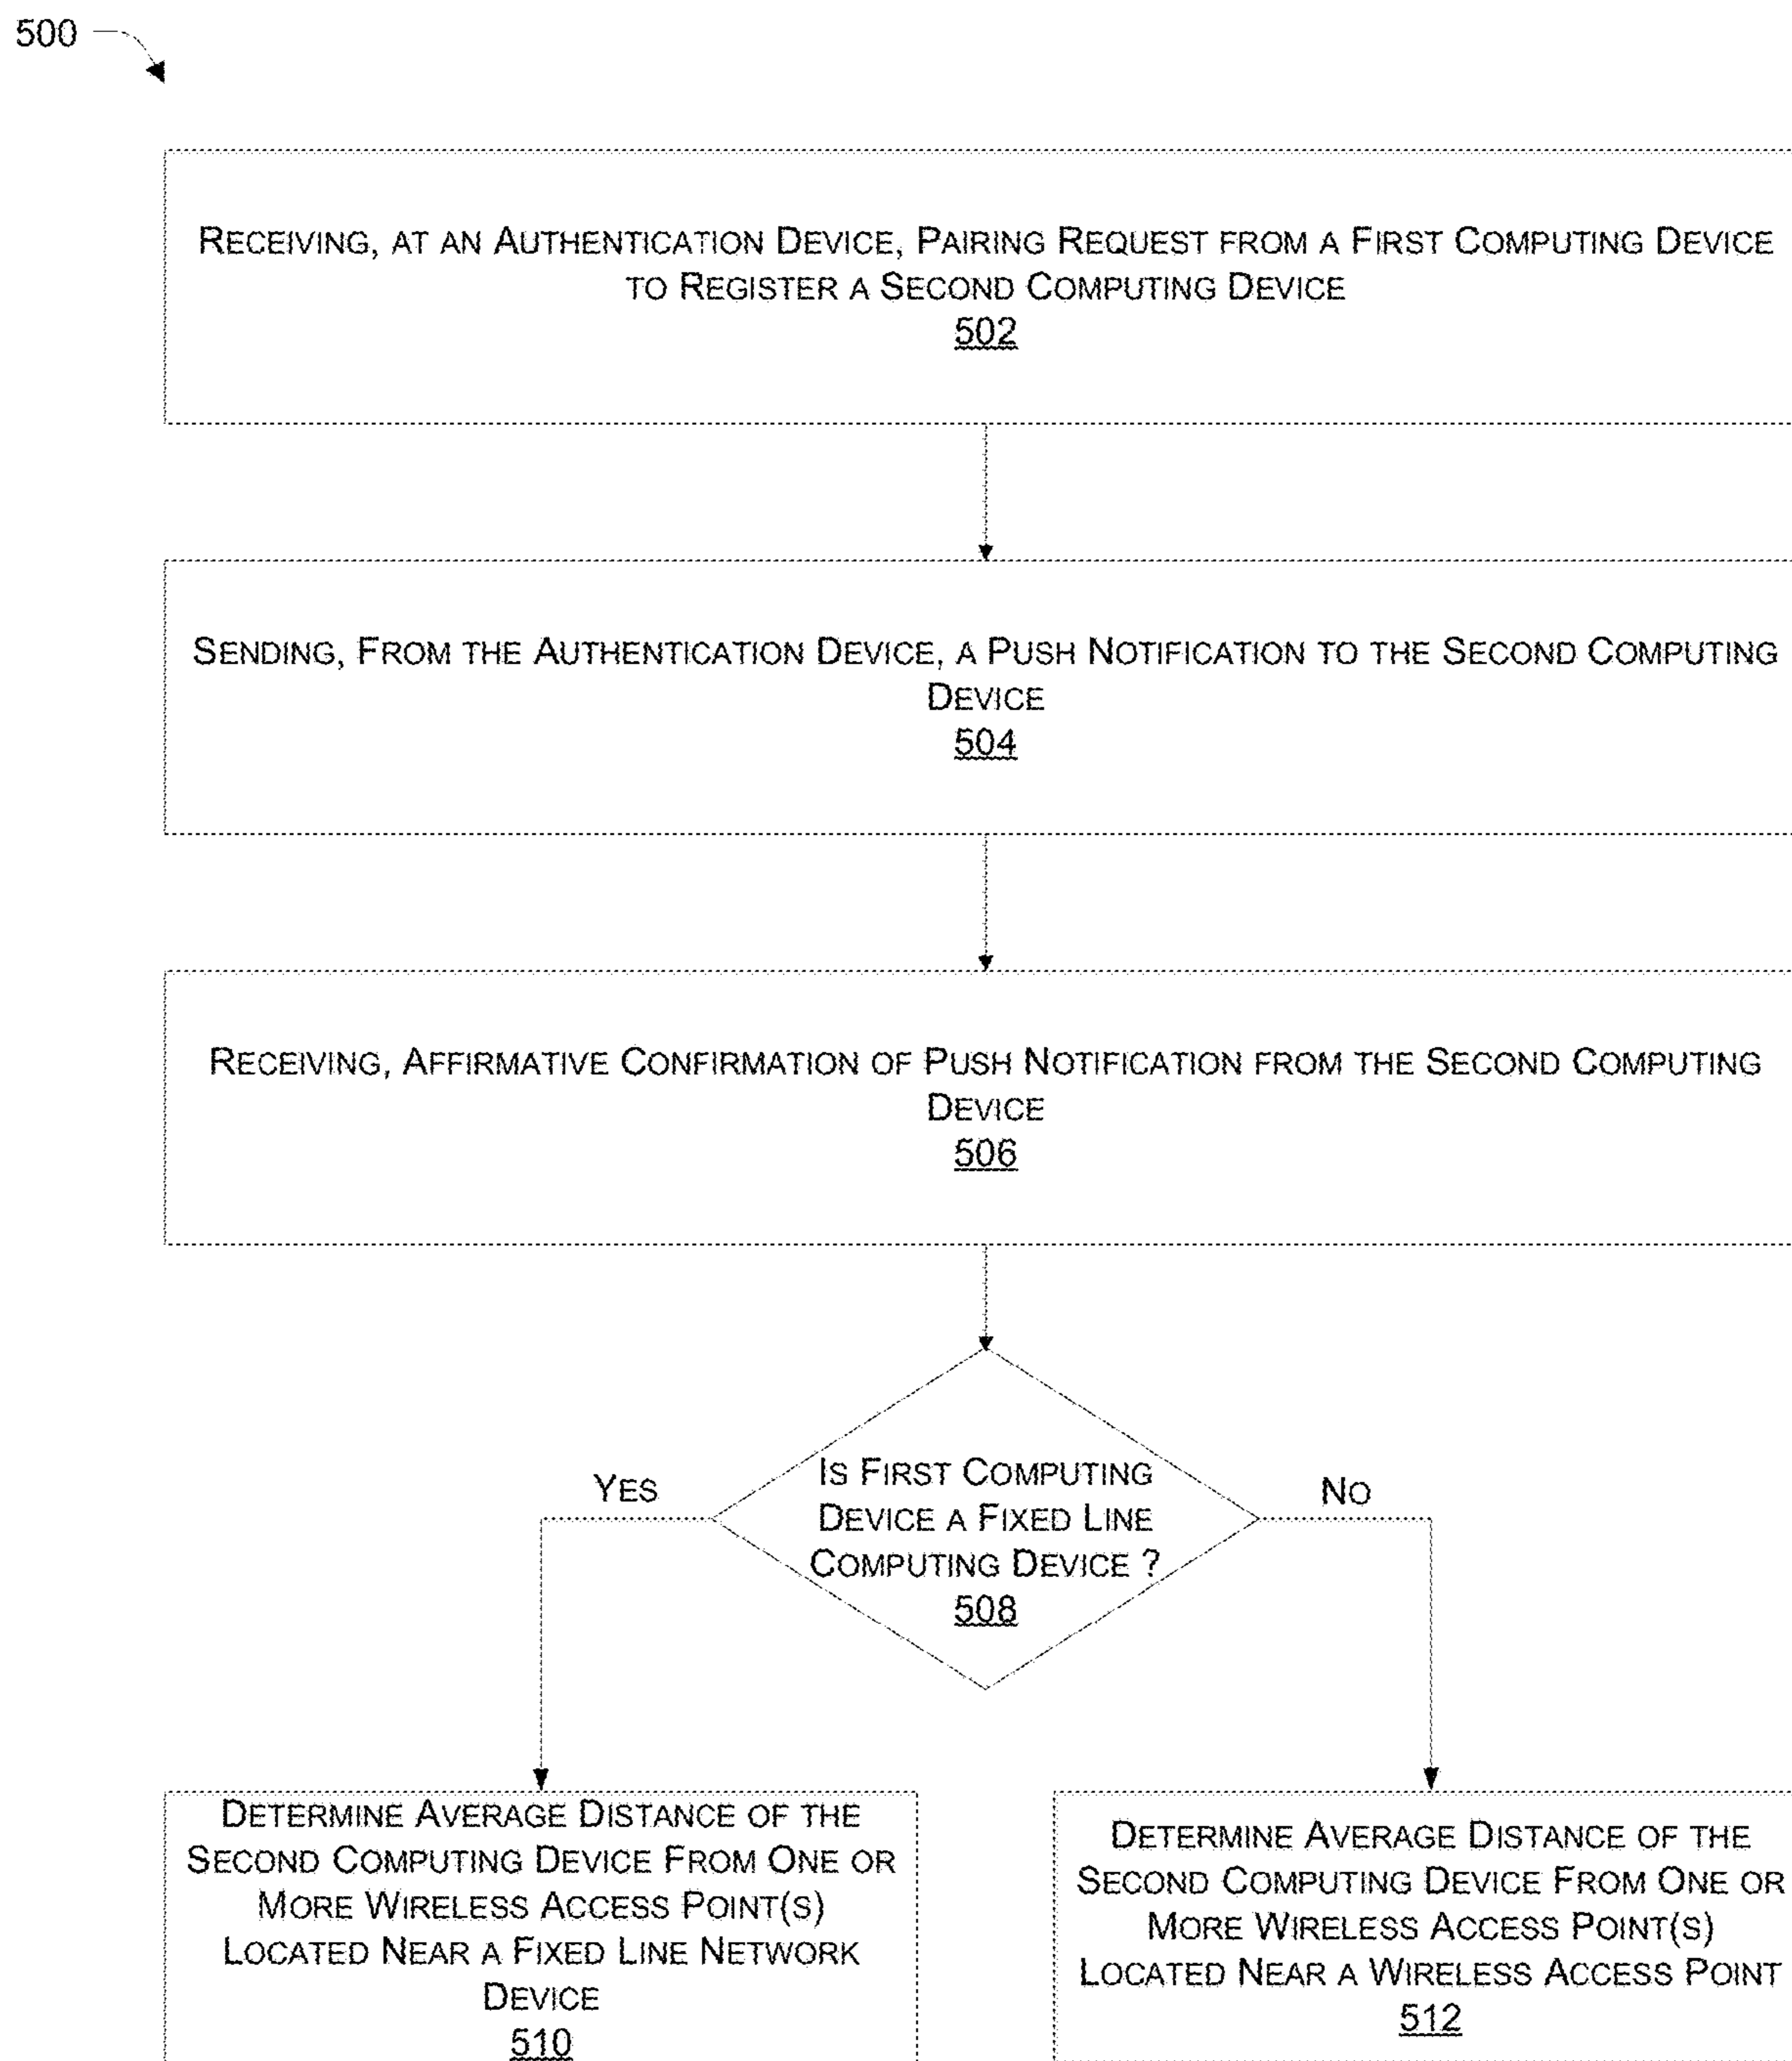 500
RECEIVING, AT AN AUTHENTICATION DEVICE, PAIRING REQUEST FROM A FIRST COMPUTING DEVICE
TO REGISTER A SECOND COMPUTING DEVICE
502
SENDING, FROM THE AUTHENTICATION DEVICE, A PUSH NOTIFICATION TO THE SECOND COMPUTING
DEVICE
504
RECEIVING, AFFIRMATIVE CONFIRMATION OF PUSH NOTIFICATION FROM THE SECOND COMPUTING
DEVICE
506
IS FIRST COMPUTING
DEVICE A FIXED LINE
COMPUTING DEVICE ?
508
YES
NO
DETERMINE AVERAGE DISTANCE OF THE
SECOND COMPUTING DEVICE FROM ONE OR
MORE WIRELESS ACCESS POINT(S)
LOCATED NEAR A FIXED LINE NETWORK
DEVICE
510
DETERMINE AVERAGE DISTANCE OF THE
SECOND COMPUTING DEVICE FROM ONE OR
MORE WIRELESS ACCESS POINT(S)
LOCATED NEAR A WIRELESS ACCESS POINT
512